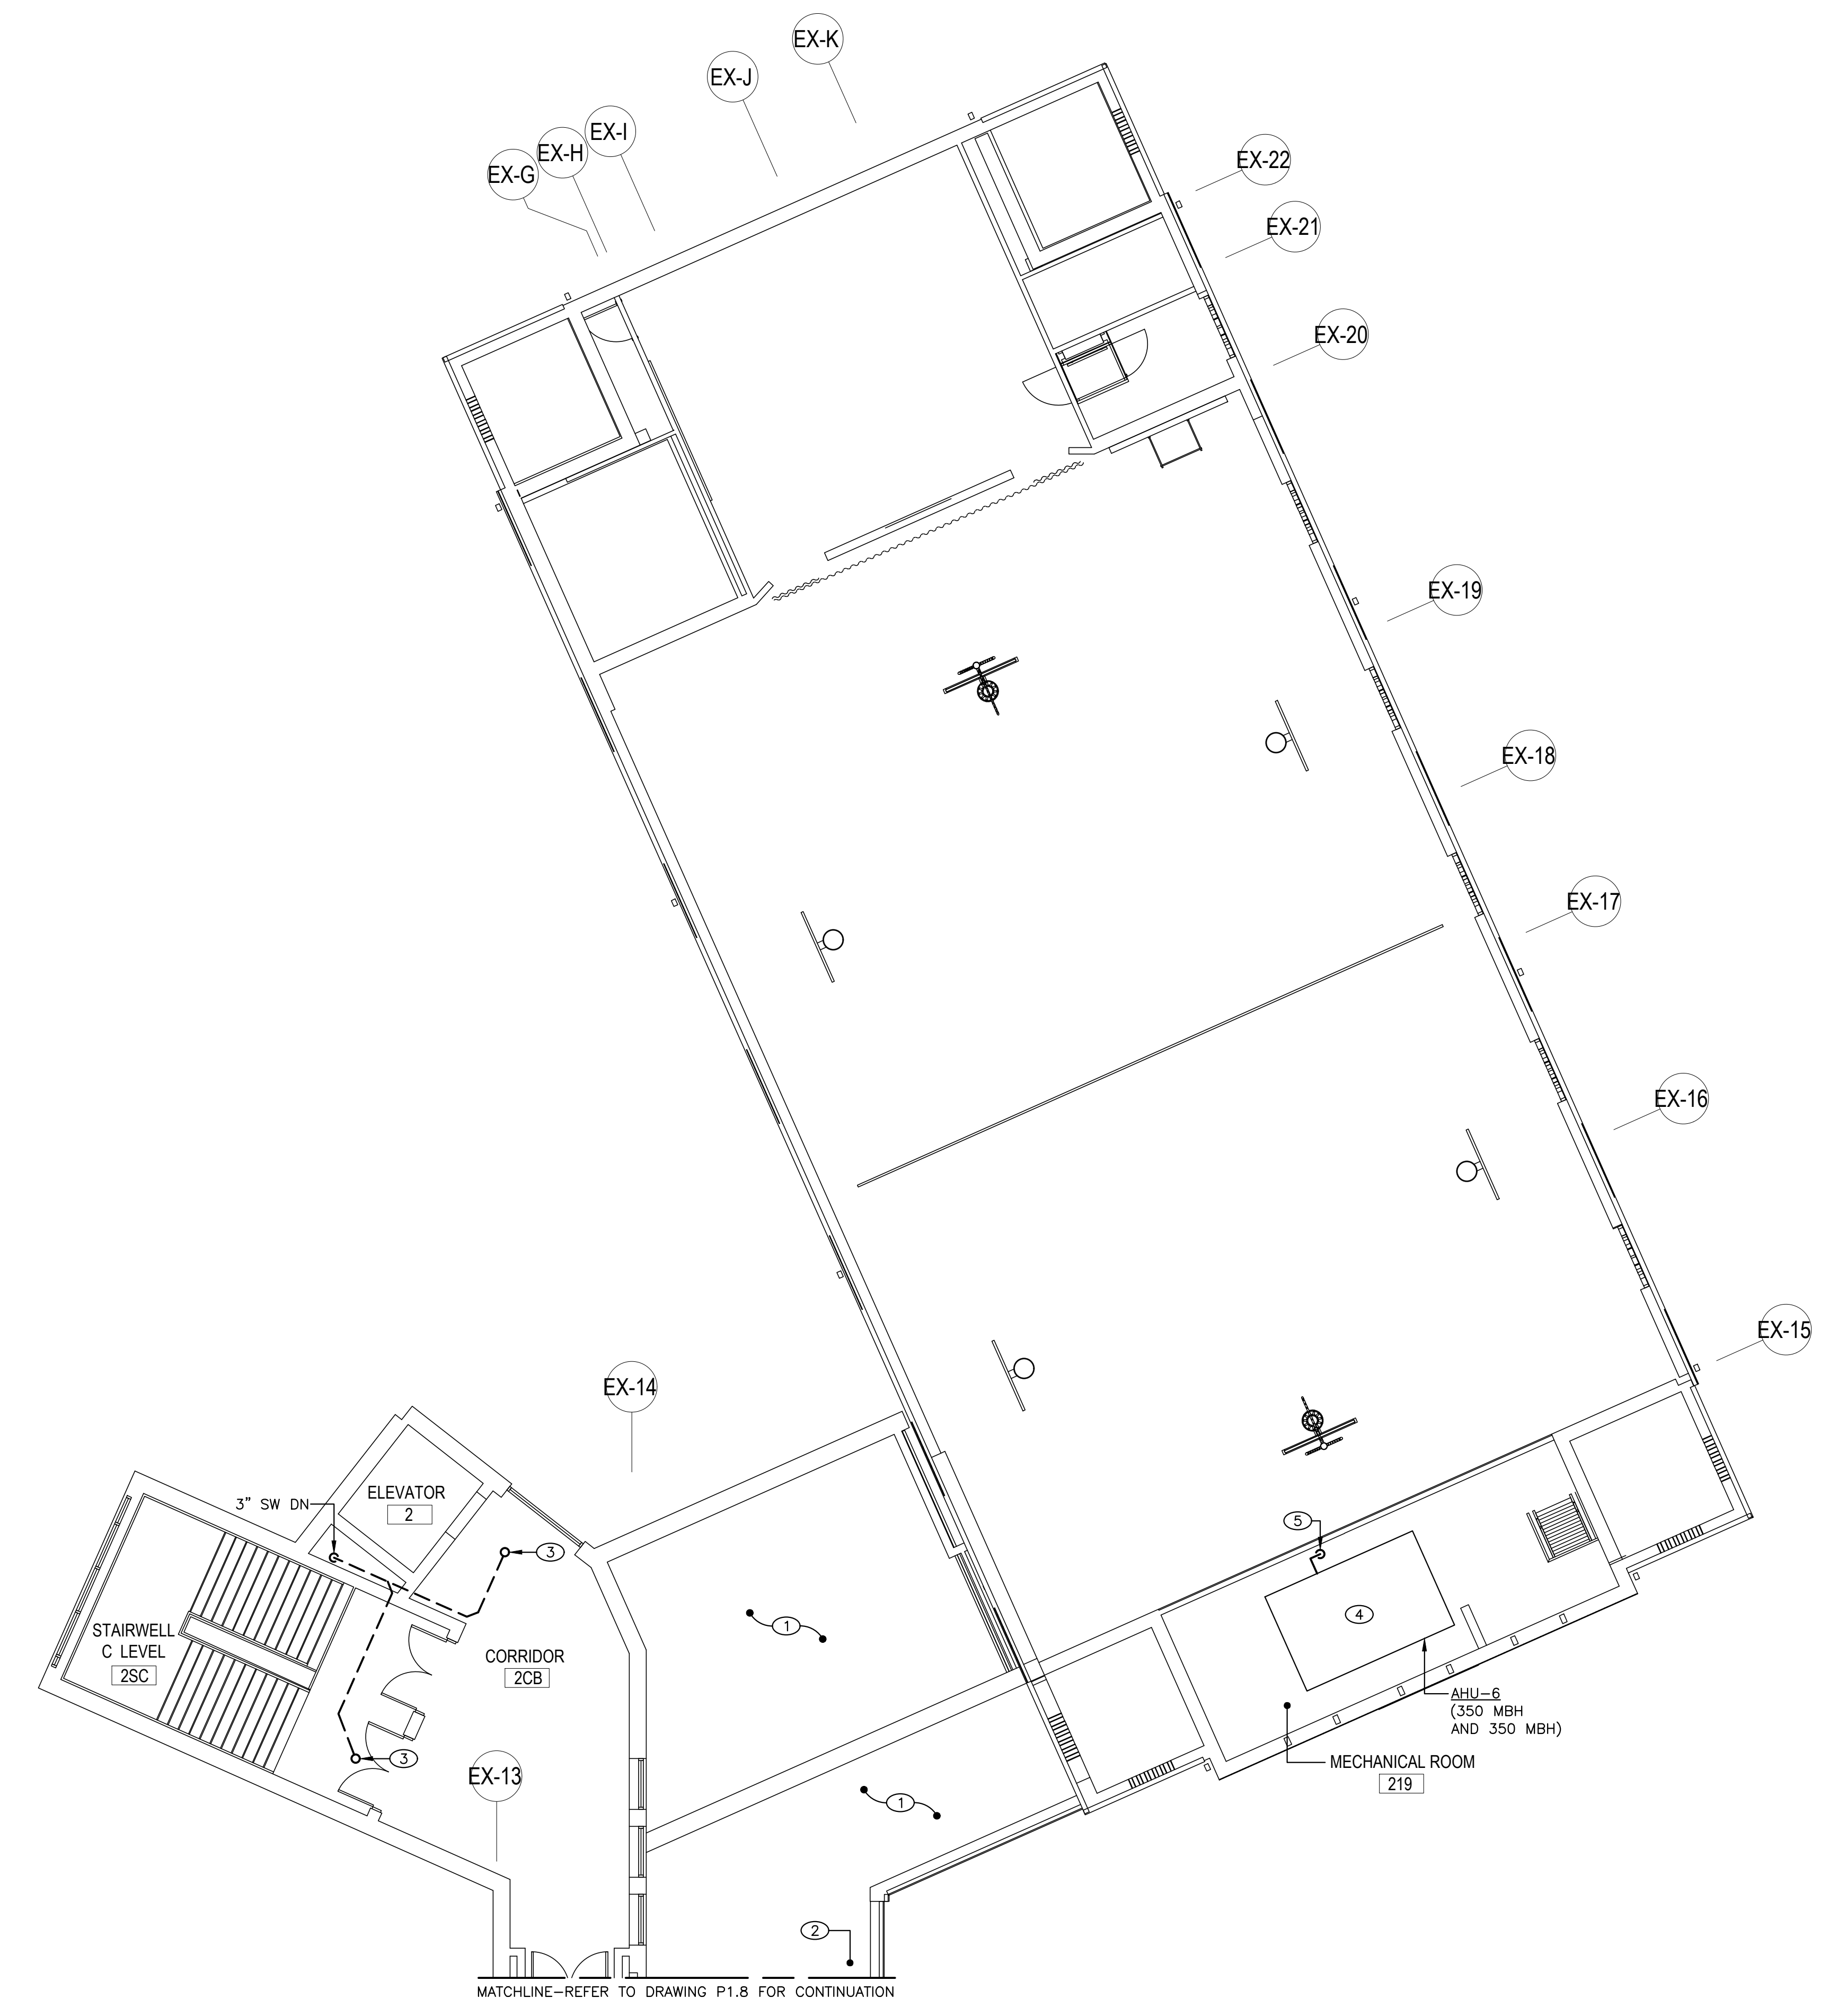 EX-K
EX-J
EX-I
EX-H
EX-G
EX-22
EX-21
EX-20
EX-19
EX-18
EX-17
EX-16
EX-15
EX-14
ELEVATOR
2
3" SW DN
3
5
4
1
STAIRWELL
C LEVEL
2SC
CORRIDOR
2CB
AHU-6
(350 MBH
AND 350 MBH)
3
EX-13
MECHANICAL ROOM
219
1
2
MATCHLINE-REFER TO DRAWING P1.8 FOR CONTINUATION